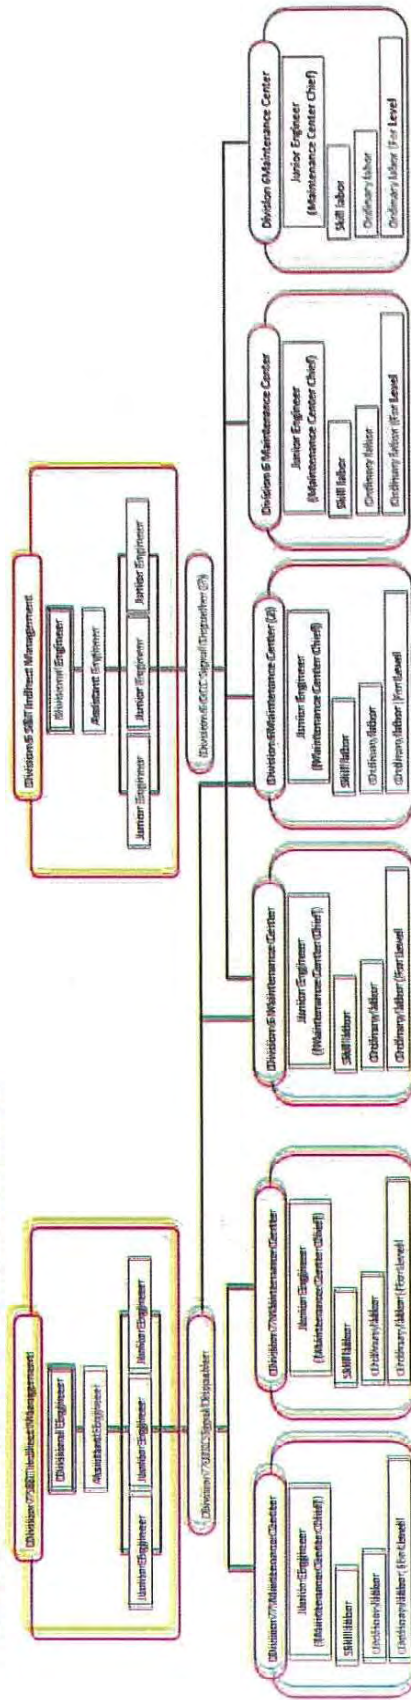 Division 7 S&T Indirect Management
Divisional Engineer
Assistant Engineer
Junior Engineer
Junior Engineer
Junior Engineer
Division 6 S&T Indirect Management
Divisional Engineer
Assistant Engineer
Junior Engineer
Junior Engineer
Junior Engineer
Division 7 Signal Dispatcher
Division 6 OCC Signal Dispatcher (2)
Division 7 Maintenance Center
Junior Engineer
(Maintenance Center Chief)
Skill labor
Ordinary labor
Ordinary labor (For Level
Division 7 Maintenance Center
Junior Engineer
(Maintenance Center Chief)
Skill labor
Ordinary labor
Ordinary labor (For Level
Division 6 Maintenance Center
Junior Engineer
(Maintenance Center Chief)
Skill labor
Ordinary labor
Ordinary labor (For Level
Division 6 Maintenance Center (2)
Junior Engineer
(Maintenance Center Chief)
Skill labor
Ordinary labor
Ordinary labor (For Level
Division 6 Maintenance Center
Junior Engineer
(Maintenance Center Chief)
Skill labor
Ordinary labor
Ordinary labor (For Level
Division 6 Maintenance Center
Junior Engineer
(Maintenance Center Chief)
Skill labor
Ordinary labor
Ordinary labor (For Level